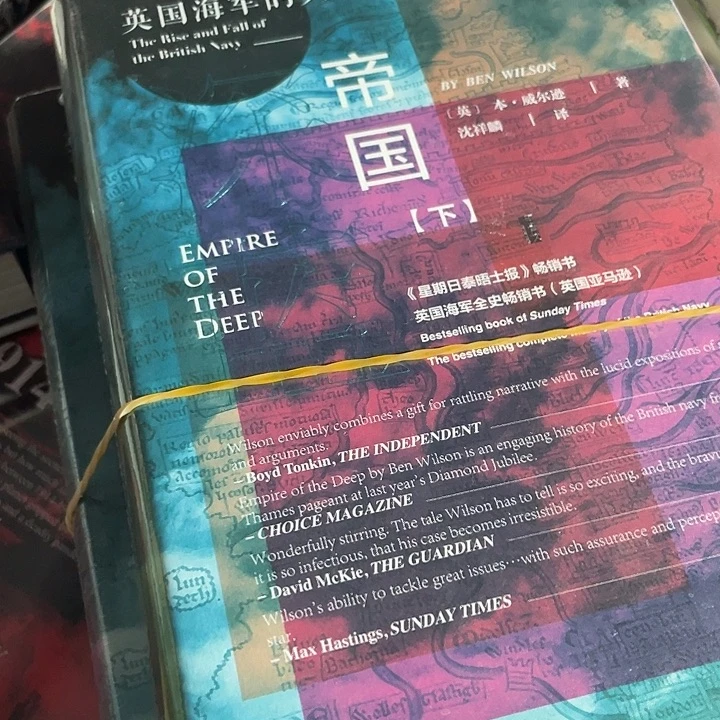 英国海军的
The Rise and Fall of
the British Navy
帝国
BY BEN WILSON
〔英〕 本·威尔逊 | 著
沈祥麟 | 译
【下】
EMPIRE
OF
THE
DEEP
《星期日泰晤士报》畅销书
英国海军全史畅销书（英国亚马逊）
Bestselling book of Sunday Times
The bestselling complete British Navy
Wilson enviably combines a gift for rattling narrative with the lucid expositions of
and arguments.
– Boyd Tonkin, THE INDEPENDENT
Empire of the Deep by Ben Wilson is an engaging history of the British navy
Thames pageant at last year's Diamond Jubilee.
– CHOICE MAGAZINE
Wonderfully stirring. The tale Wilson has to tell is so exciting, and the
it is so infectious, that his case becomes irresistible.
– David McKie, THE GUARDIAN
Wilson's ability to tackle great issues…with such assurance and
star.
– Max Hastings, SUNDAY TIMES
1914